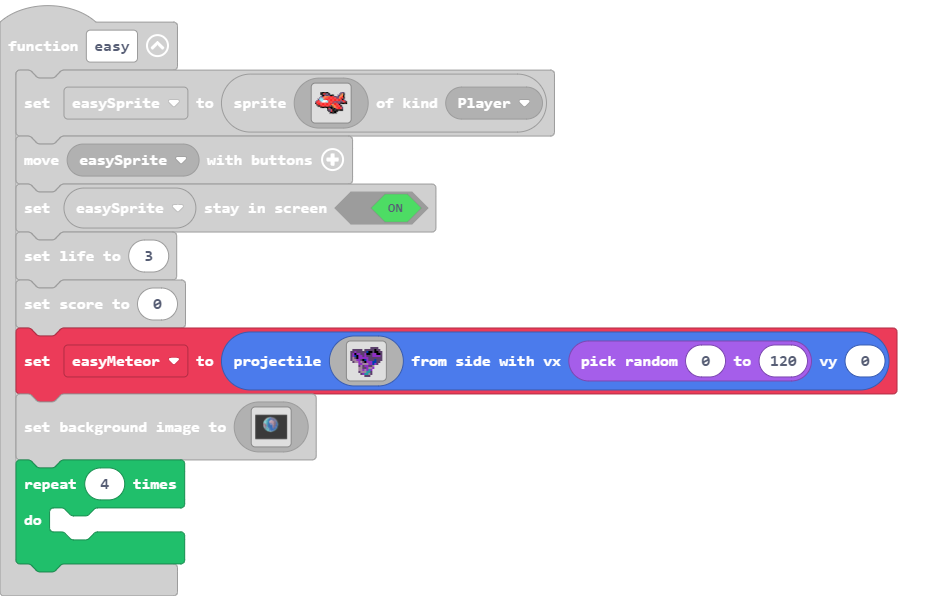 function easy
set easySprite to sprite of kind Player
move easySprite with buttons
set easySprite stay in screen ON
set life to 3
set score to 0
set easyMeteor to projectile from side with vx pick random 0 to 120 vy 0
set background image to
repeat 4 times
do